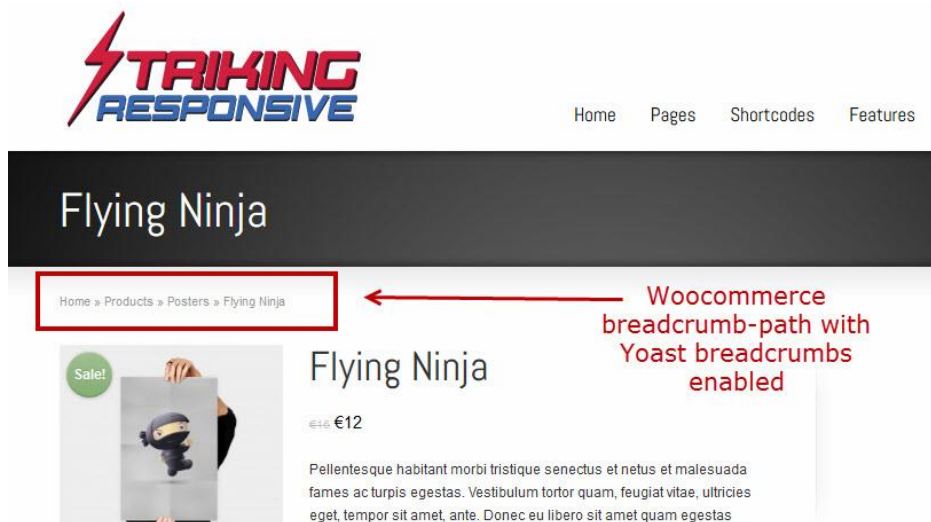 STRIKING
RESPONSIVE
Home Pages Shortcodes Features
Flying Ninja
Home » Products » Posters » Flying Ninja
Woocommerce
breadcrumb-path with
Yoast breadcrumbs
enabled
Sale!
Flying Ninja
€15 €12
Pellentesque habitant morbi tristique senectus et netus et malesuada
fames ac turpis egestas. Vestibulum tortor quam, feugiat vitae, ultricies
eget, tempor sit amet, ante. Donec eu libero sit amet quam egestas